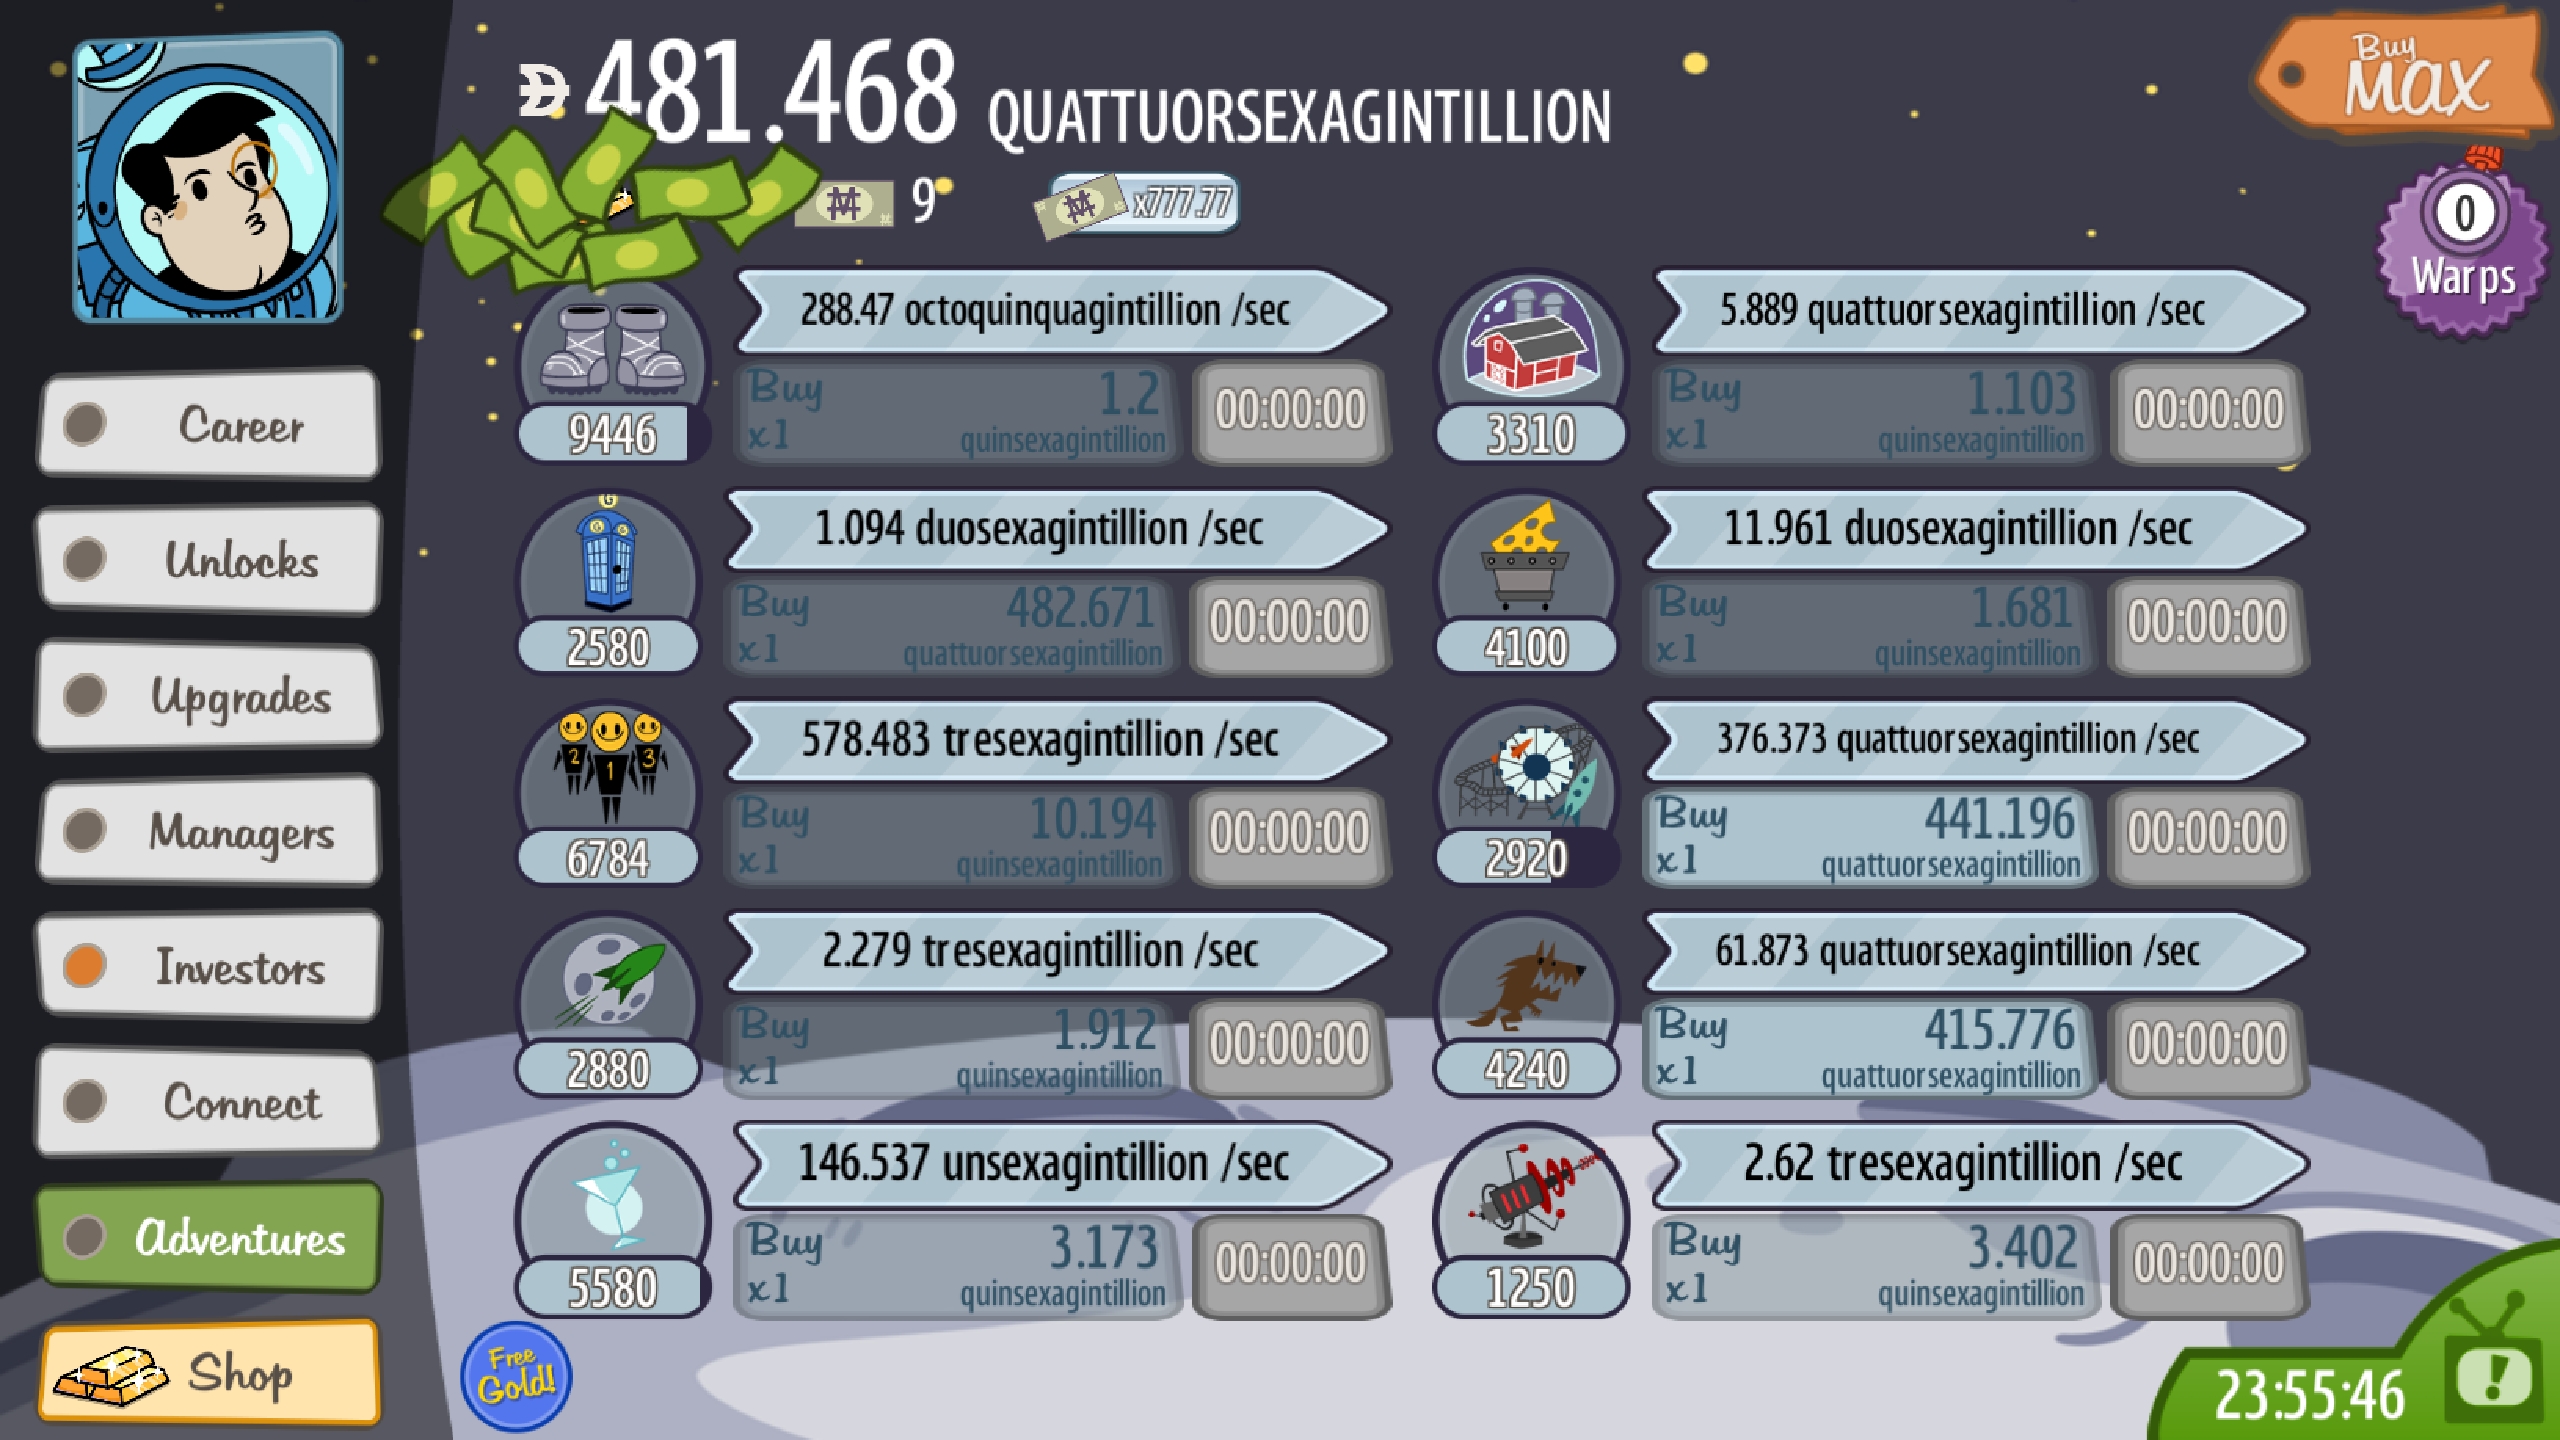 481.468 QUATTUORSEXAGINTILLION
Buy
MAX
9
x777.77
0
Warps
Career
Unlocks
Upgrades
Managers
Investors
Connect
Adventures
Shop
288.47 octoquinquagintillion /sec
Buy 1.2
x1 quinsexagintillion
00:00:00
9446
5.889 quattuorsexagintillion /sec
Buy 1.103
x1 quinsexagintillion
00:00:00
3310
G
G G
1.094 duosexagintillion /sec
Buy 482.671
x1 quattuorsexagintillion
00:00:00
2580
11.961 duosexagintillion /sec
Buy 1.681
x1 quinsexagintillion
00:00:00
4100
2 1 3
578.483 tresexagintillion /sec
Buy 10.194
x1 quinsexagintillion
00:00:00
6784
376.373 quattuorsexagintillion /sec
Buy 441.196
x1 quattuorsexagintillion
00:00:00
2920
2.279 tresexagintillion /sec
Buy 1.912
x1 quinsexagintillion
00:00:00
2880
61.873 quattuorsexagintillion /sec
Buy 415.776
x1 quattuorsexagintillion
00:00:00
4240
146.537 unsexagintillion /sec
Buy 3.173
x1 quinsexagintillion
00:00:00
5580
2.62 tresexagintillion /sec
Buy 3.402
x1 quinsexagintillion
00:00:00
1250
Free
Gold!
23:55:46
!